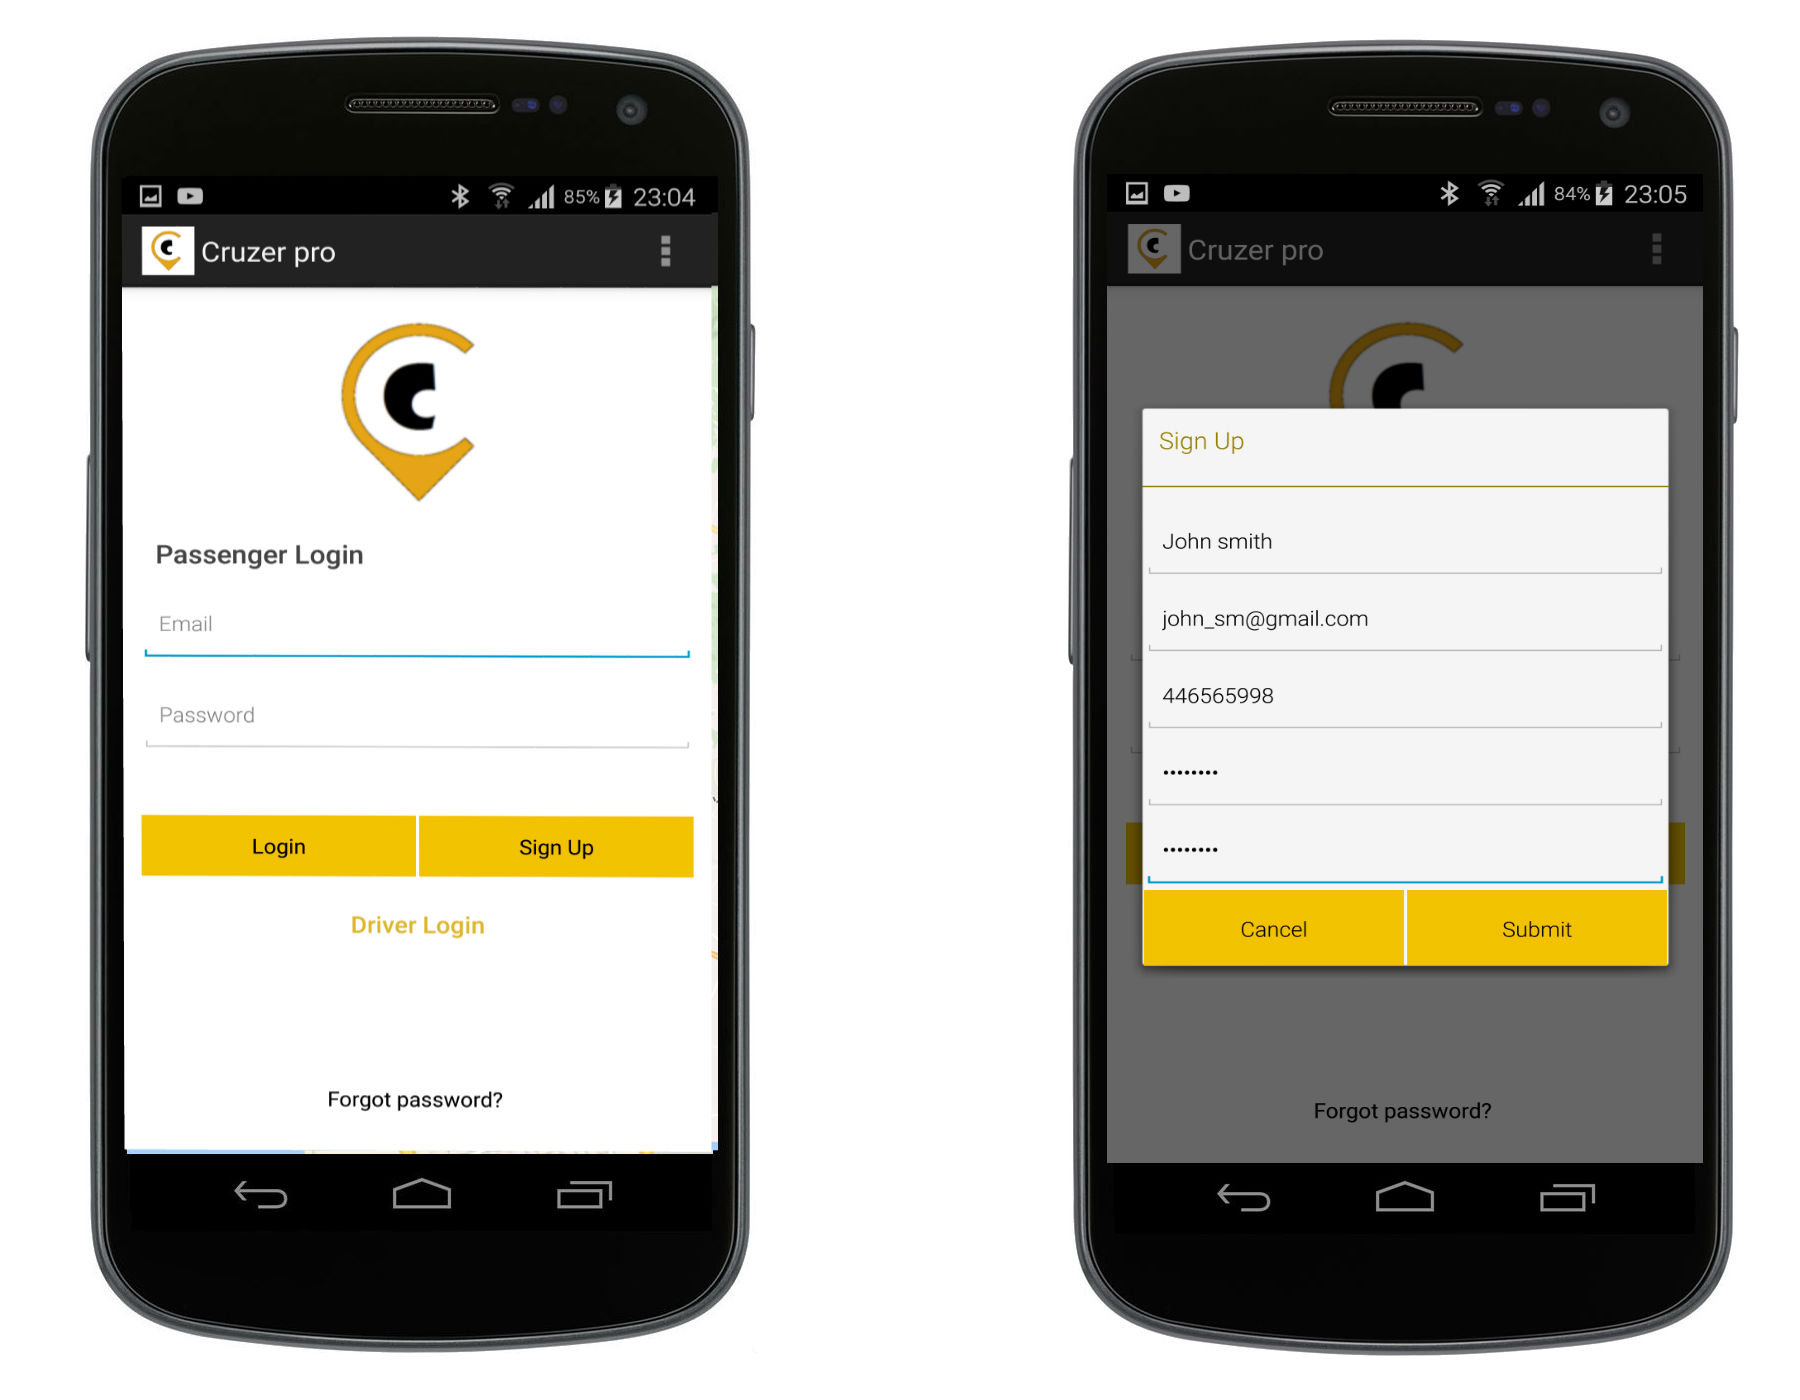 85% 23:04
C Cruzer pro
C
Passenger Login
Email
Password
Login Sign Up
Driver Login
Forgot password?
84% 23:05
C Cruzer pro
C
Sign Up
John smith
john_sm@gmail.com
446565998
••••••••
••••••••
Cancel Submit
Forgot password?